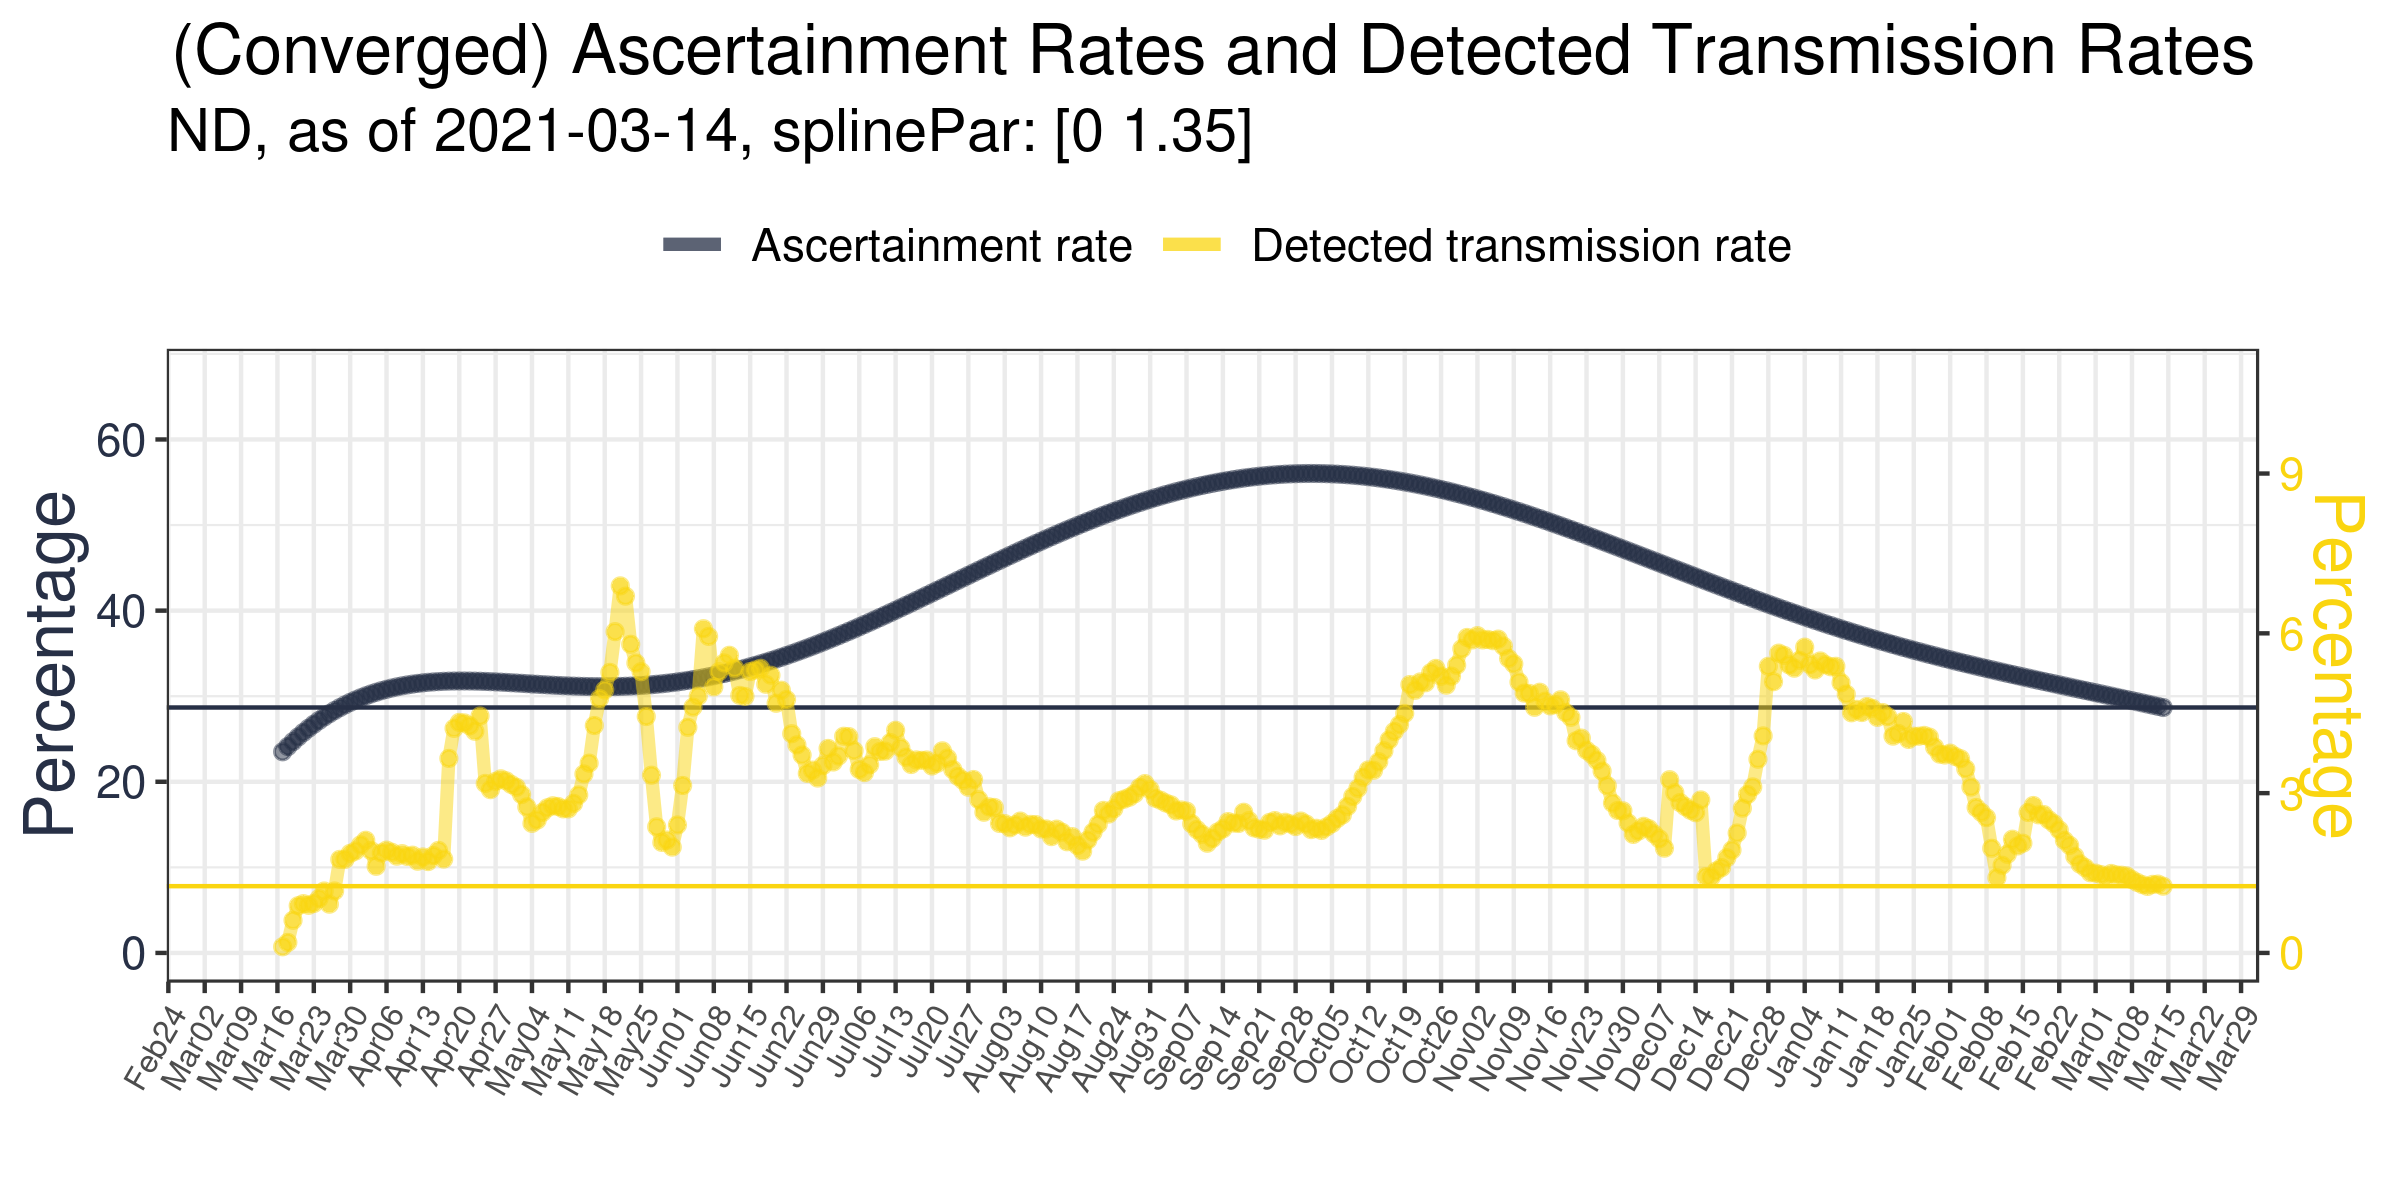 (Converged) Ascertainment Rates and Detected Transmission Rates
ND, as of 2021-03-14, splinePar: [0 1.35]
Ascertainment rate
Detected transmission rate
Percentage
60
40
20
0
9
6
3
0
Percentage
Feb24
Mar02
Mar09
Mar16
Mar23
Mar30
Apr06
Apr13
Apr20
Apr27
May04
May11
May18
May25
Jun01
Jun08
Jun15
Jun22
Jun29
Jul06
Jul13
Jul20
Jul27
Aug03
Aug10
Aug17
Aug24
Aug31
Sep07
Sep14
Sep21
Sep28
Oct05
Oct12
Oct19
Oct26
Nov02
Nov09
Nov16
Nov23
Nov30
Dec07
Dec14
Dec21
Dec28
Jan04
Jan11
Jan18
Jan25
Feb01
Feb08
Feb15
Feb22
Mar01
Mar08
Mar15
Mar22
Mar29